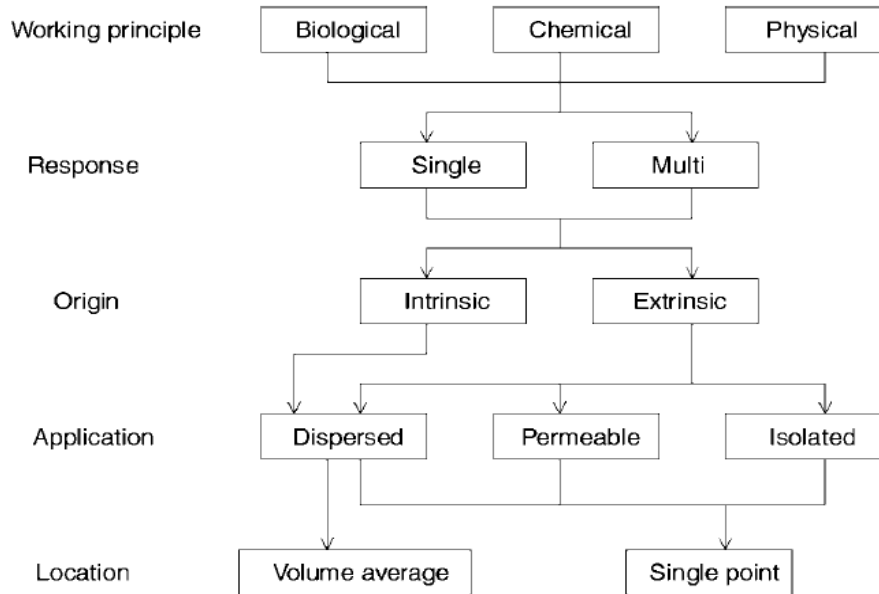 Working principle Biological Chemical Physical
Response Single Multi
Origin Intrinsic Extrinsic
Application Dispersed Permeable Isolated
Location Volume average Single point